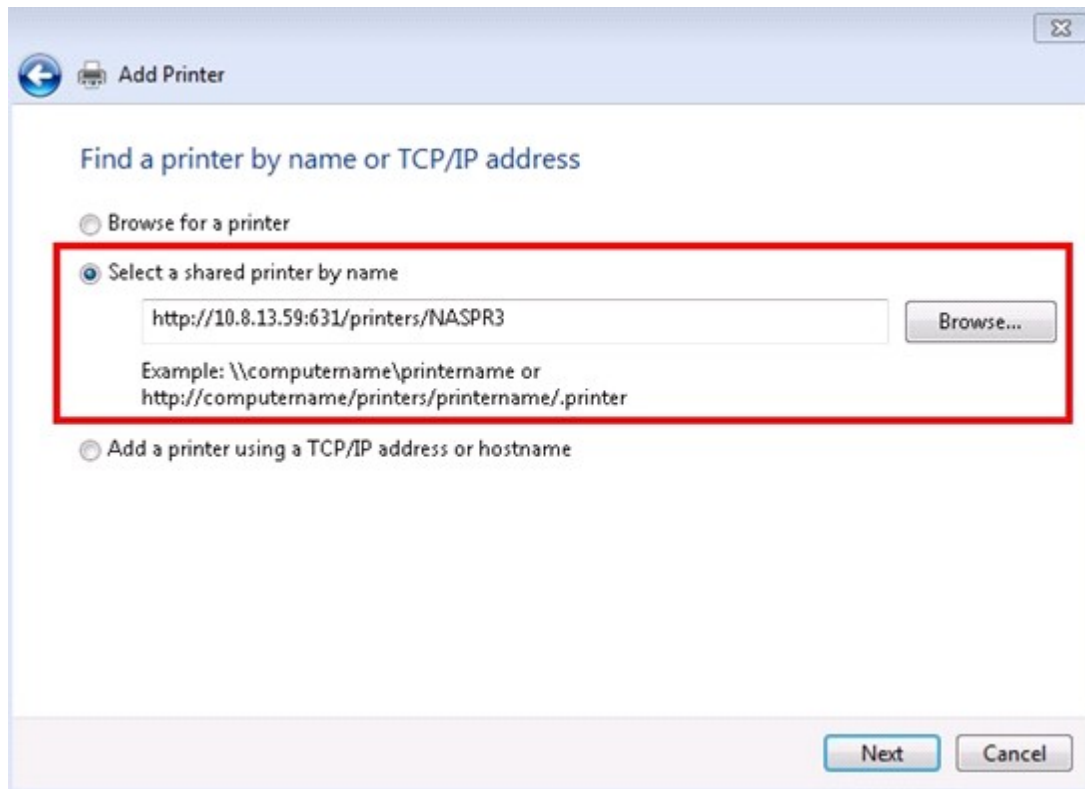 Add Printer
Find a printer by name or TCP/IP address
Browse for a printer
Select a shared printer by name
http://10.8.13.59:631/printers/NASPR3
Browse...
Example: \\computername\printername or
http://computername/printers/printername/.printer
Add a printer using a TCP/IP address or hostname
Next
Cancel